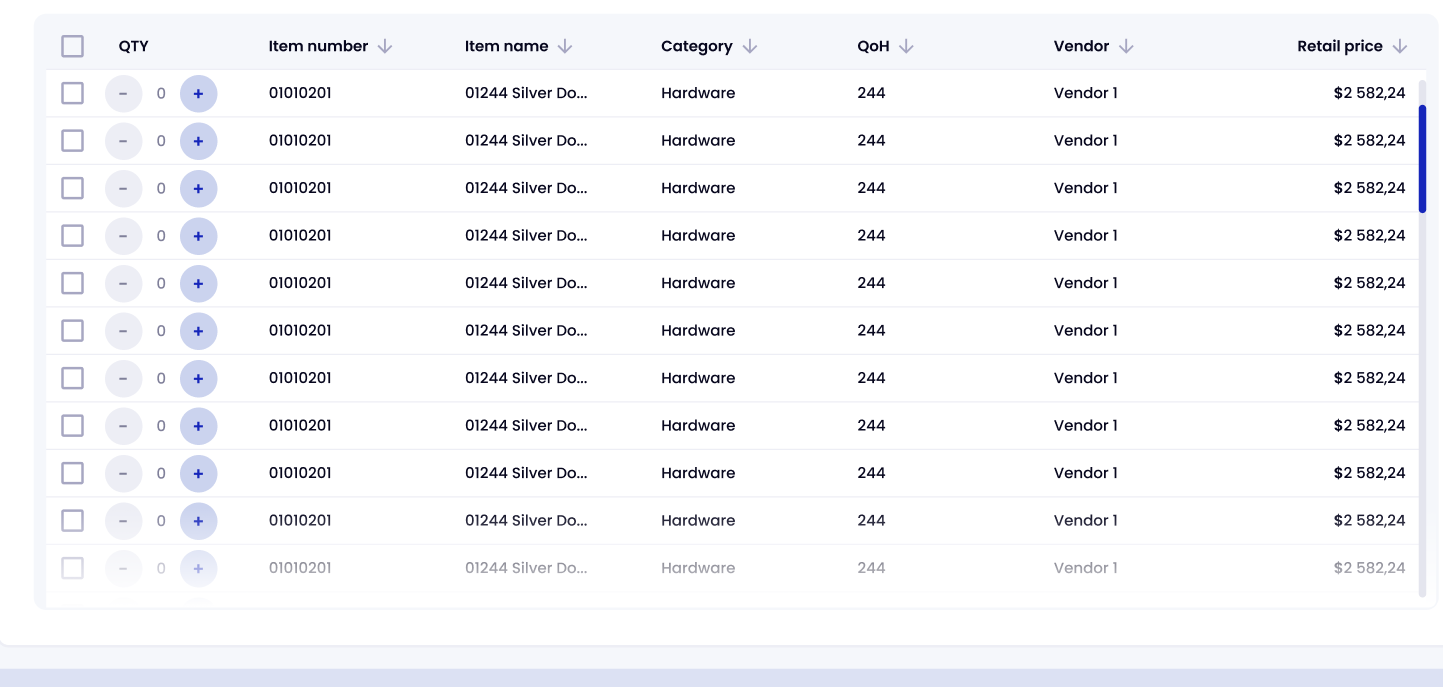 QTY Item number Item name Category QoH Vendor Retail price
- 0 + 01010201 01244 Silver Do... Hardware 244 Vendor 1 $2 582,24
- 0 + 01010201 01244 Silver Do... Hardware 244 Vendor 1 $2 582,24
- 0 + 01010201 01244 Silver Do... Hardware 244 Vendor 1 $2 582,24
- 0 + 01010201 01244 Silver Do... Hardware 244 Vendor 1 $2 582,24
- 0 + 01010201 01244 Silver Do... Hardware 244 Vendor 1 $2 582,24
- 0 + 01010201 01244 Silver Do... Hardware 244 Vendor 1 $2 582,24
- 0 + 01010201 01244 Silver Do... Hardware 244 Vendor 1 $2 582,24
- 0 + 01010201 01244 Silver Do... Hardware 244 Vendor 1 $2 582,24
- 0 + 01010201 01244 Silver Do... Hardware 244 Vendor 1 $2 582,24
- 0 + 01010201 01244 Silver Do... Hardware 244 Vendor 1 $2 582,24
- 0 + 01010201 01244 Silver Do... Hardware 244 Vendor 1 $2 582,24